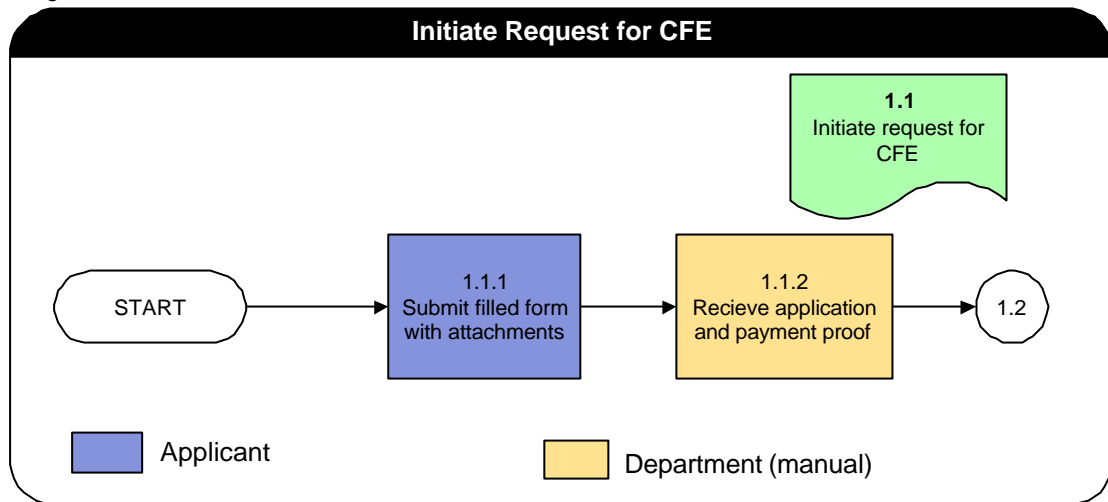 Initiate Request for CFE
1.1
Initiate request for
CFE
START
1.1.1
Submit filled form
with attachments
1.1.2
Recieve application
and payment proof
1.2
Applicant
Department (manual)